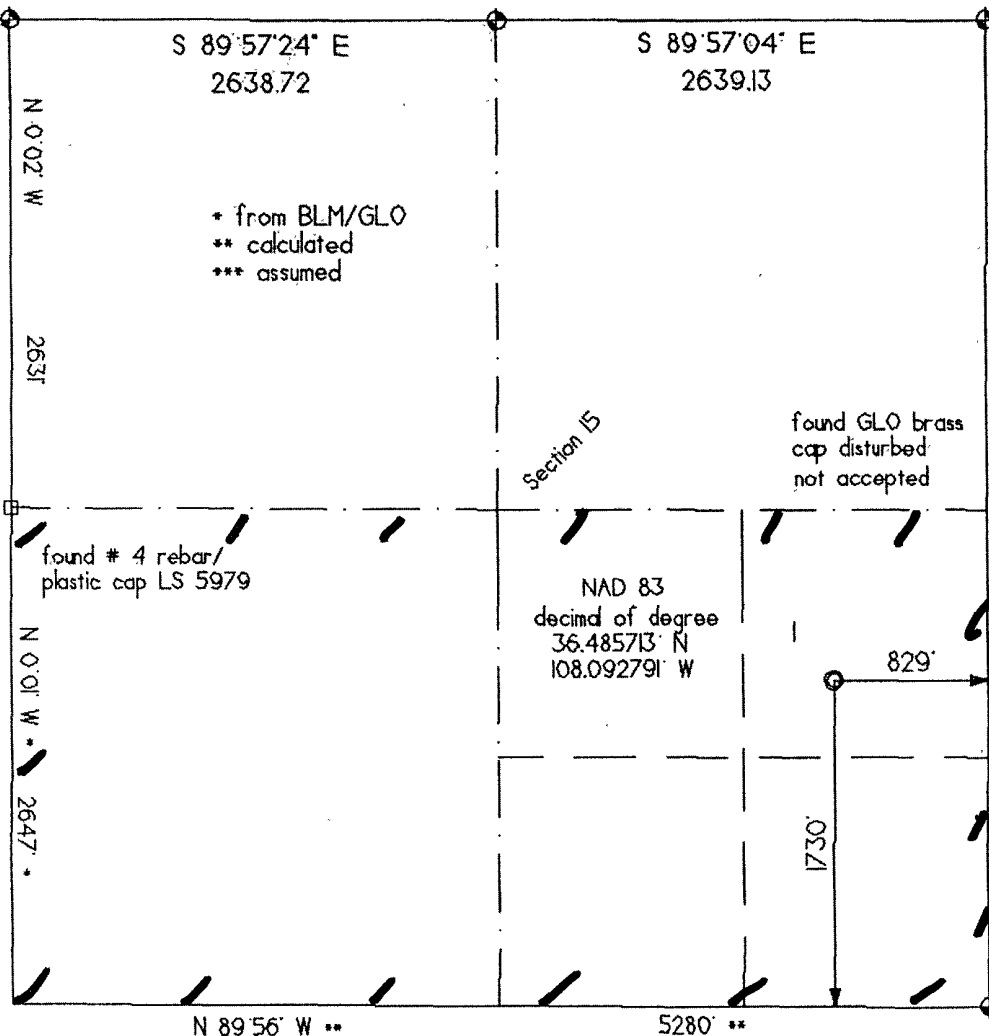 S 89°57'24" E
2638.72
S 89°57'04" E
2639.13
N 0°02' W
2631'
* from BLM/GLO
** calculated
*** assumed
Section 15
found GLO brass
cap disturbed
not accepted
found # 4 rebar/
plastic cap LS 5979
NAD 83
decimal of degree
36.485713° N
108.092791° W
829'
N 0°01' W *
2647' *
1730'
N 89°56' W **
5280' **